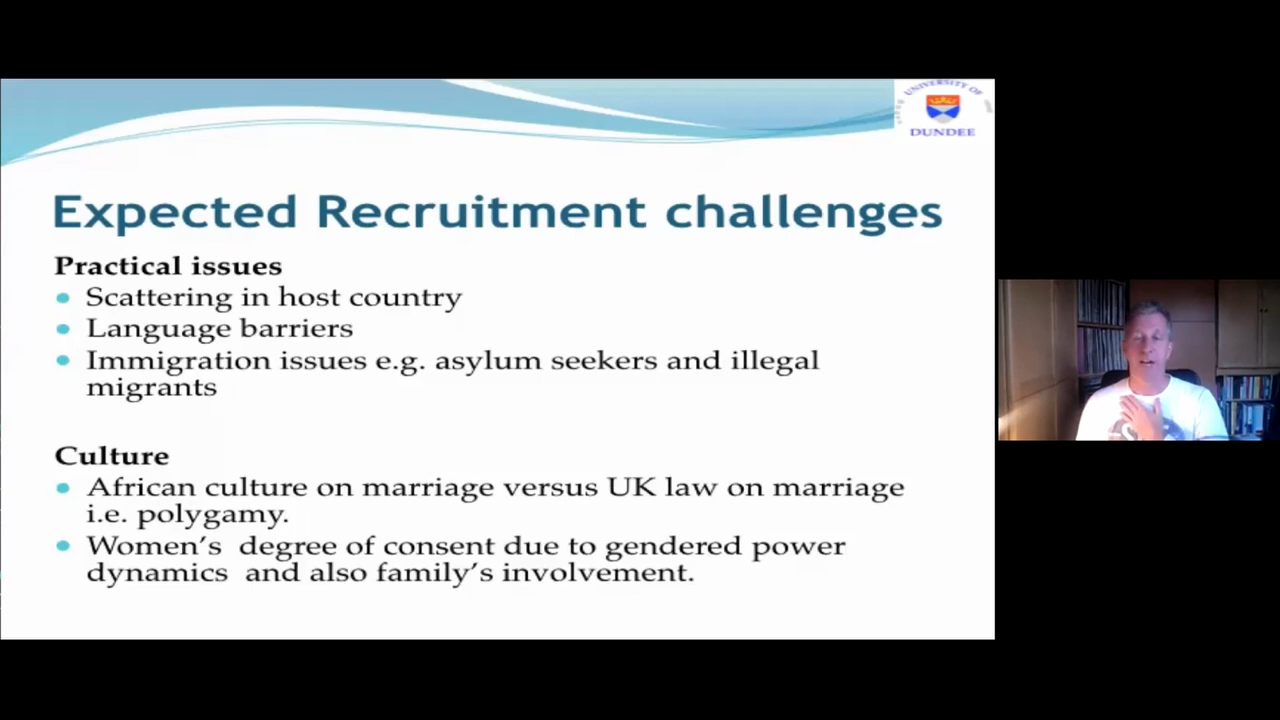 UNIVERSITY OF
DUNDEE
Expected Recruitment challenges
Practical issues
Scattering in host country
Language barriers
Immigration issues e.g. asylum seekers and illegal
migrants
Culture
African culture on marriage versus UK law on marriage
i.e. polygamy.
Women's  degree of consent due to gendered power
dynamics  and also family's involvement.